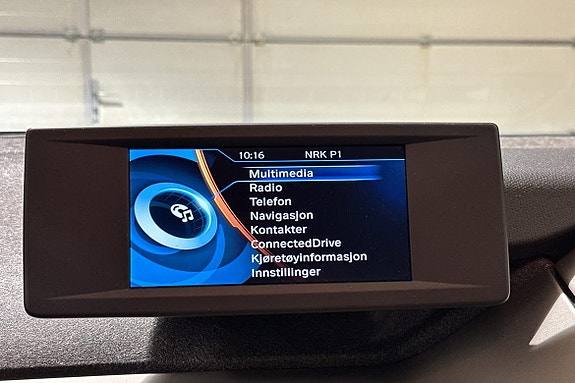 10:16 NRK P1
Multimedia
Radio
Telefon
Navigasjon
Kontakter
ConnectedDrive
Kjøretøyinformasjon
Innstillinger